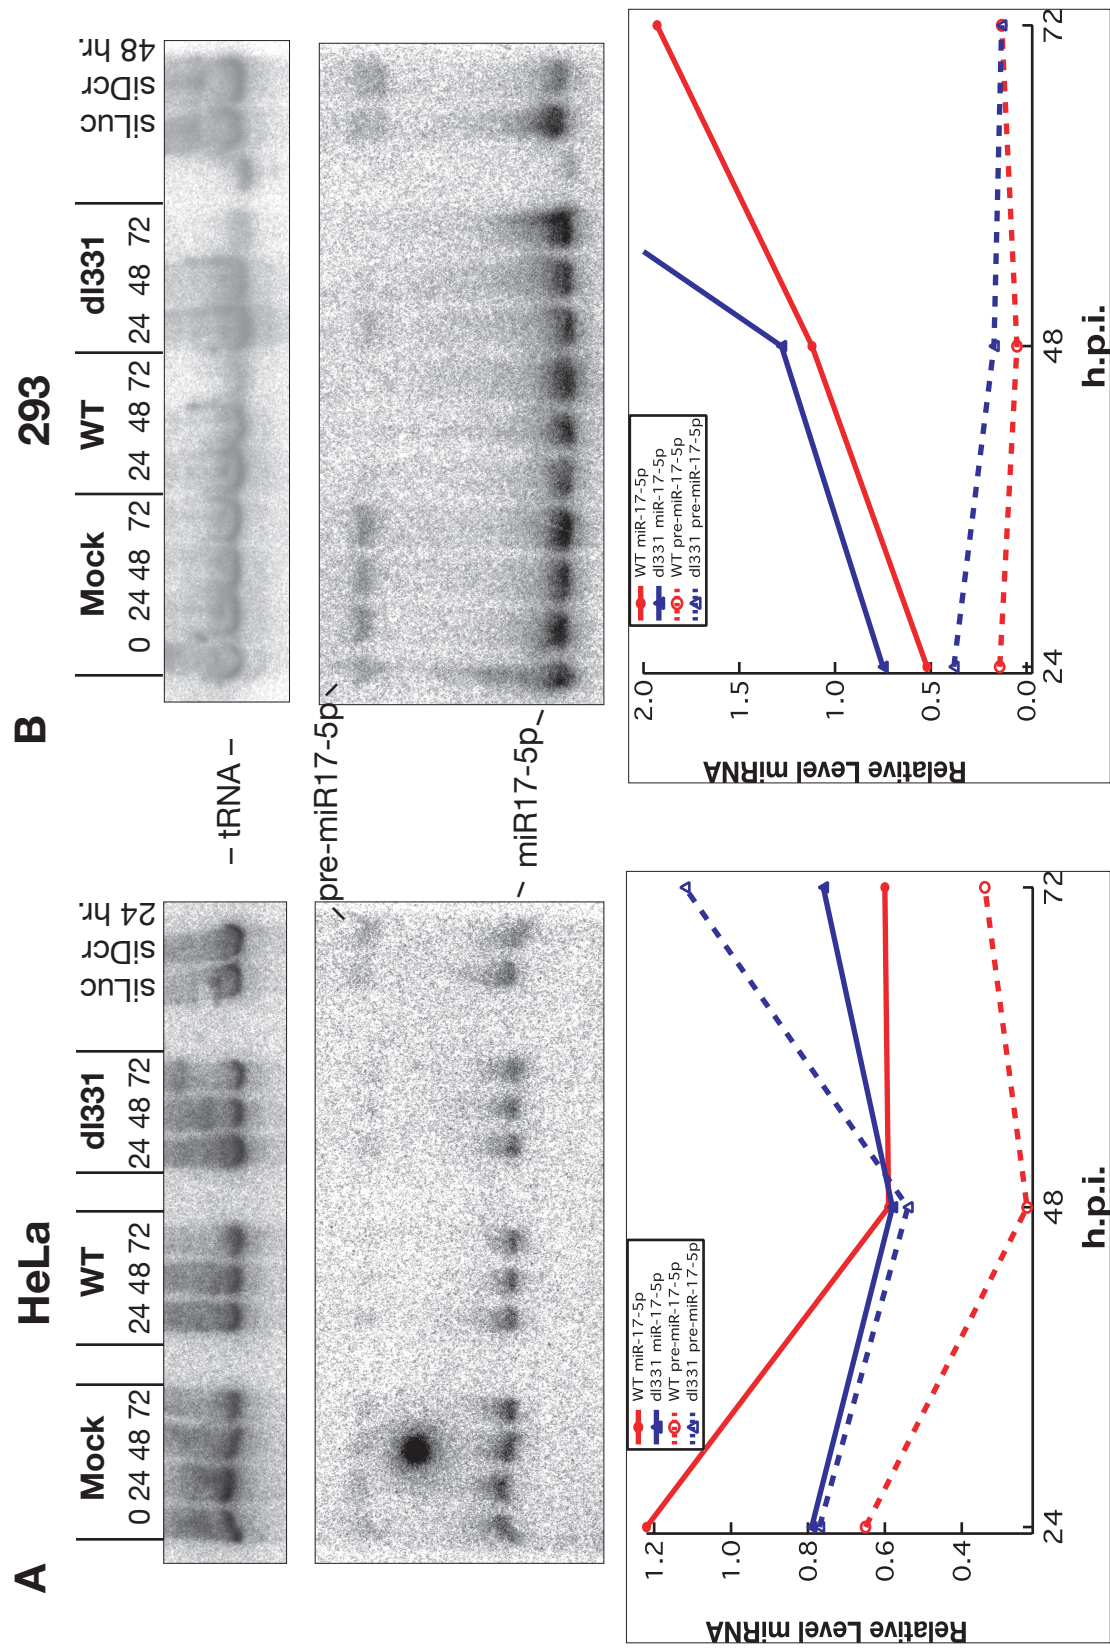 A
HeLa
Mock
WT
dl331
0 24 48 72
24 48 72
24 48 72
siLuc
siDcr
24 hr.
– tRNA –
pre-miR17-5p
– miR17-5p –
WT miR-17-5p
dl331 miR-17-5p
WT pre-miR-17-5p
dl331 pre-miR-17-5p
Relative Level miRNA
1.2
1.0
0.8
0.6
0.4
24
48
72
h.p.i.
B
293
Mock
WT
dl331
0 24 48 72
24 48 72
24 48 72
siLuc
siDcr
48 hr.
WT miR-17-5p
dl331 miR-17-5p
WT pre-miR-17-5p
dl331 pre-miR-17-5p
Relative Level miRNA
2.0
1.5
1.0
0.5
0.0
24
48
72
h.p.i.